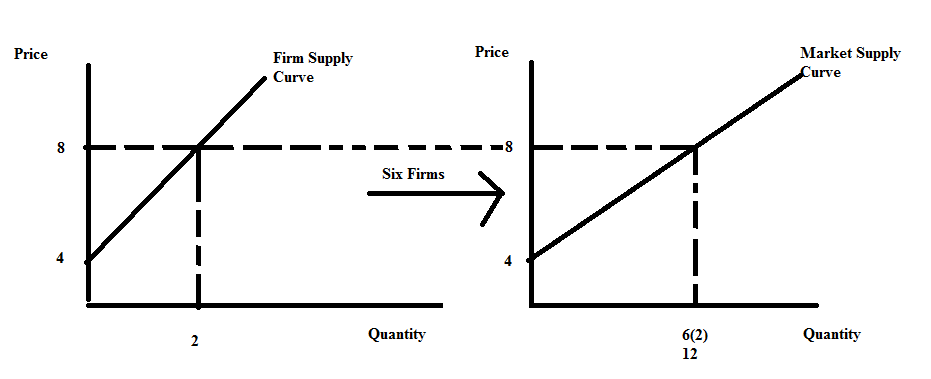 Price
Firm Supply
Curve
8
4
2
Quantity
Six Firms
Price
Market Supply
Curve
8
4
6(2)
12
Quantity